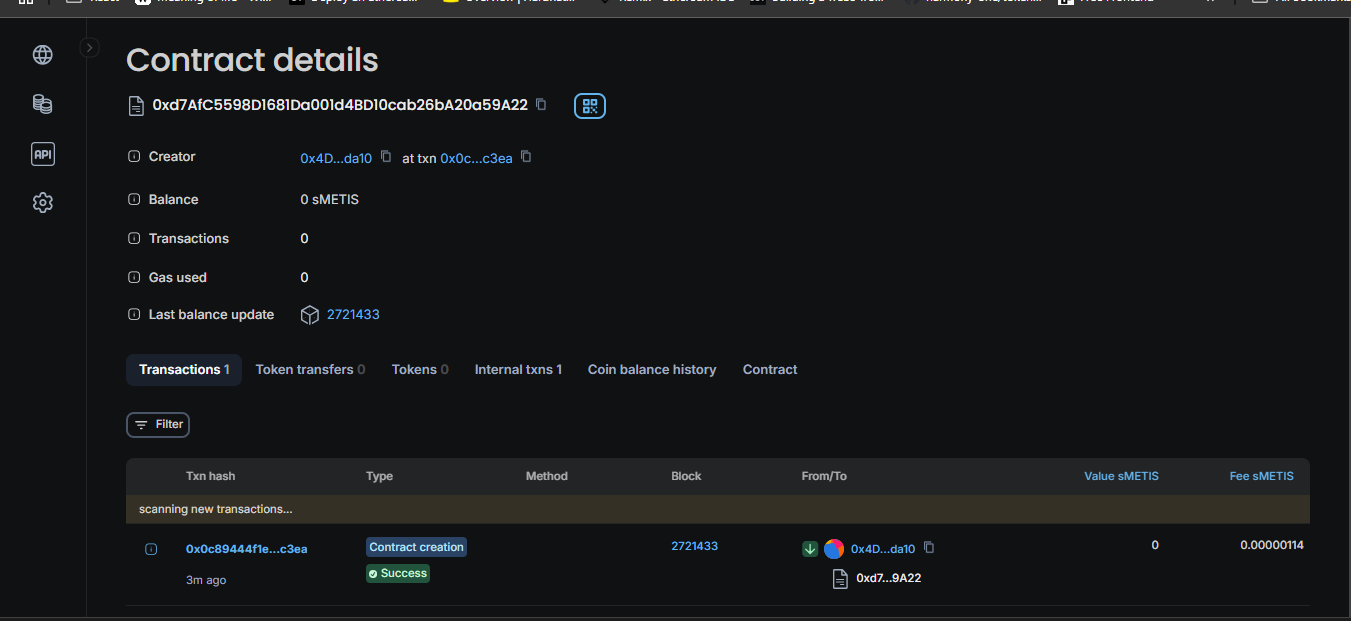 Contract details
0xd7AfC5598D1681Da001d4BD10cab26bA20a59A22
API
Creator 0x4D...da10 at txn 0x0c...c3ea
Balance 0 sMETIS
Transactions 0
Gas used 0
Last balance update 2721433
Transactions 1 Token transfers 0 Tokens 0 Internal txns 1 Coin balance history Contract
Filter
Txn hash Type Method Block From/To Value sMETIS Fee sMETIS
scanning new transactions...
0x0c89444f1e...c3ea Contract creation 2721433 0x4D...da10 0 0.00000114
3m ago Success 0xd7...9A22